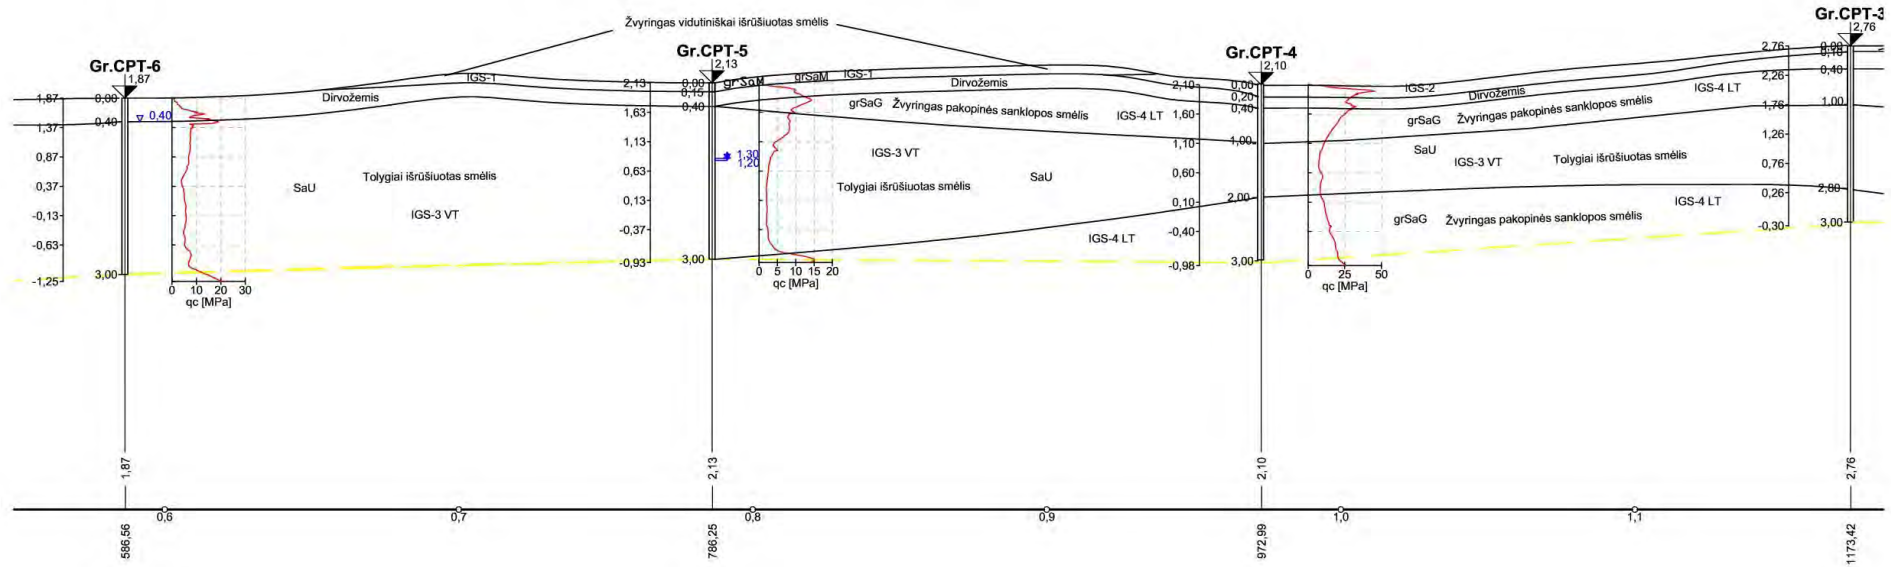 Žvyringas vidutiniškai išrūšiuotas smėlis
Gr.CPT-6
1,87
Gr.CPT-5
2,13
Gr.CPT-4
2,10
Gr.CPT-3
2,76
1,87
1,37
0,87
0,37
-0,13
-0,63
-1,25
0,00
0,40
3,00
0,40
0 10 20 30
qc [MPa]
IGS-1
Dirvožemis
SaU
Tolygiai išrūšiuotas smėlis
IGS-3 VT
2,13
1,63
1,13
0,63
0,13
-0,37
-0,93
0,00
0,15
0,40
3,00
1,30
1,20
0 5 10 15 20
qc [MPa]
grSaM
grSaM IGS-1
Dirvožemis
grSaG Žvyringas pakopinės sanklopos smėlis IGS-4 LT
IGS-3 VT
Tolygiai išrūšiuotas smėlis SaU
IGS-4 LT
2,10
1,60
1,10
0,60
0,10
-0,40
-0,98
0,00
0,20
0,40
1,00
2,00
3,00
0 25 50
qc [MPa]
IGS-2
Dirvožemis
IGS-4 LT
grSaG Žvyringas pakopinės sanklopos smėlis
SaU
IGS-3 VT
Tolygiai išrūšiuotas smėlis
IGS-4 LT
grSaG Žvyringas pakopinės sanklopos smėlis
2,76
2,26
1,76
1,26
0,76
0,26
-0,30
0,00
0,10
0,40
1,00
3,00
1,87
2,13
2,10
2,76
0,6 0,7 0,8 0,9 1,0 1,1
586,56
786,25
972,99
1173,42